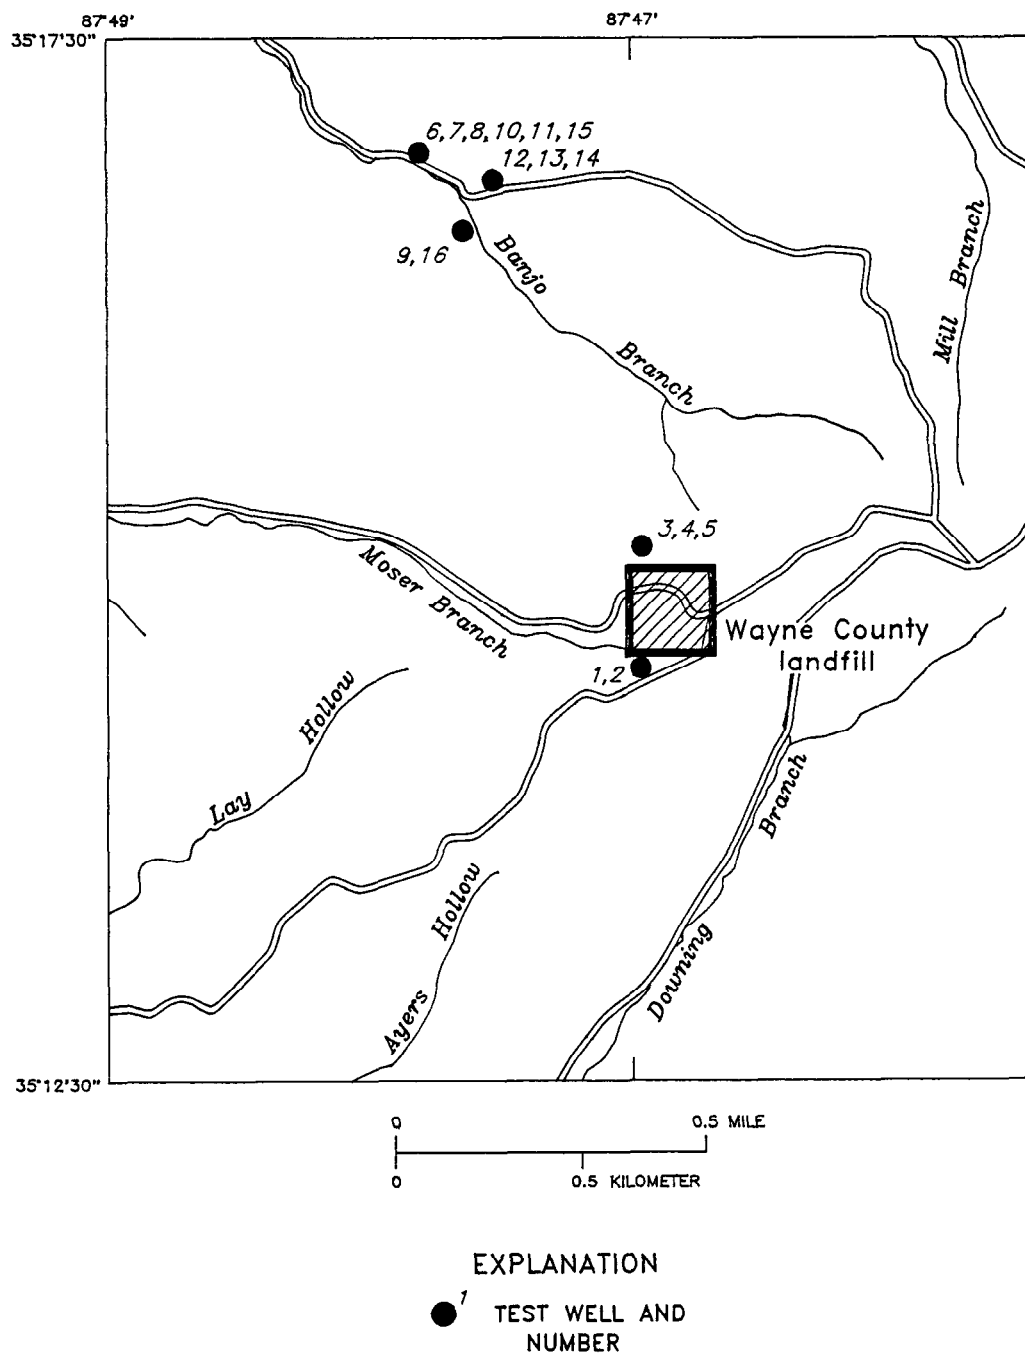 87°49'
87°47'
35°17'30"
6,7,8,10,11,15
12,13,14
9,16
Banjo
Branch
Mill Branch
3,4,5
Moser Branch
Wayne County
landfill
1,2
Lay
Hollow
Branch
Downing
Hollow
Ayers
35°12'30"
0
0.5 MILE
0
0.5 KILOMETER
EXPLANATION
1
TEST WELL AND
NUMBER